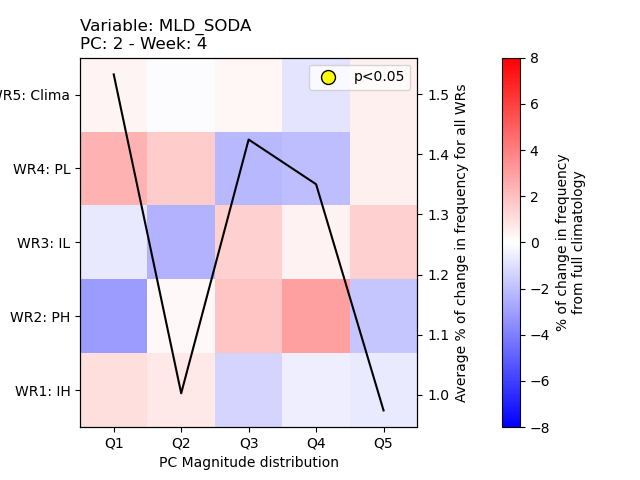 Variable: MLD_SODA
PC: 2 - Week: 4
p<0.05
WR5: Clima
WR4: PL
WR3: IL
WR2: PH
WR1: IH
Q1 Q2 Q3 Q4 Q5
PC Magnitude distribution
1.5
1.4
1.3
1.2
1.1
1.0
Average % of change in frequency for all WRs
8
6
4
2
0
−2
−4
−6
−8
% of change in frequency
from full climatology